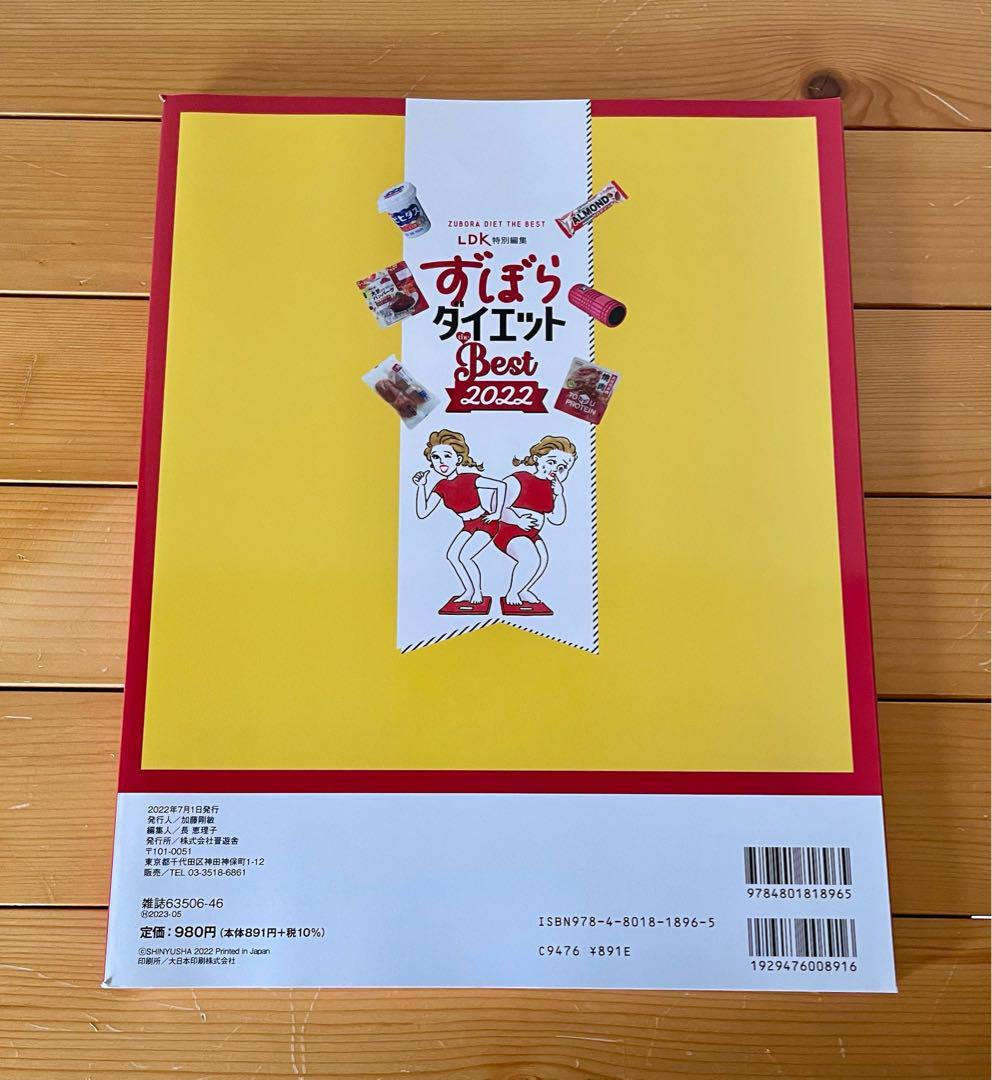 ZUBORA DIET THE BEST
LDK特別編集
ずぼら
ダイエット
the
Best
2022
ALMOND
TOFU
PROTEIN
2022年7月1日発行
発行人／加藤剛敏
編集人／長 恵理子
発行所／株式会社晋遊舎
〒101-0051
東京都千代田区神田神保町1-12
販売／TEL 03-3518-6861
雑誌63506-46
Ⓗ2023-05
定価：980円（本体891円＋税10%）
©SHINYUSHA 2022 Printed in Japan
印刷所／大日本印刷株式会社
ISBN978-4-8018-1896-5
C9476 ¥891E
9784801818965
1929476008916